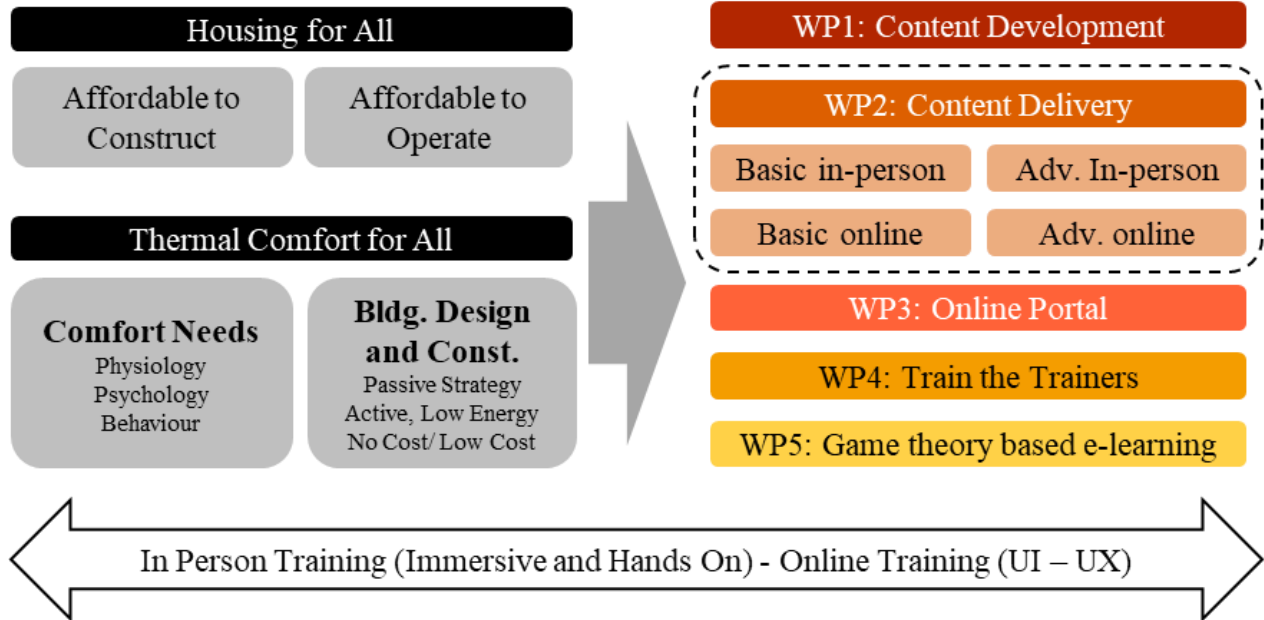 Housing for All
Affordable to
Construct
Affordable to
Operate
Thermal Comfort for All
Comfort Needs
Physiology
Psychology
Behaviour
Bldg. Design
and Const.
Passive Strategy
Active, Low Energy
No Cost/ Low Cost
WP1: Content Development
WP2: Content Delivery
Basic in-person
Adv. In-person
Basic online
Adv. online
WP3: Online Portal
WP4: Train the Trainers
WP5: Game theory based e-learning
In Person Training (Immersive and Hands On) - Online Training (UI – UX)